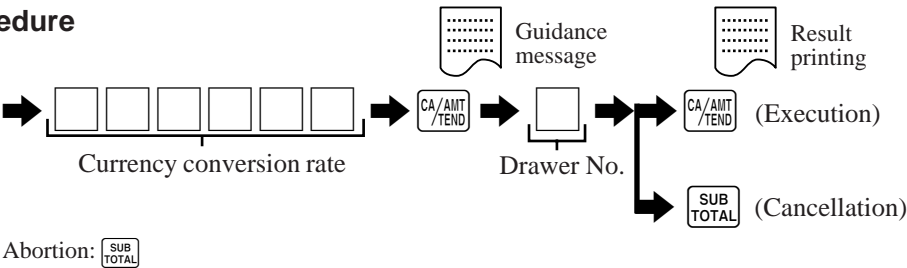 edure
Guidance
message
Result
printing
CA/AMT
/TEND
CA/AMT
/TEND
(Execution)
Currency conversion rate
Drawer No.
SUB
TOTAL
(Cancellation)
Abortion: SUB
TOTAL